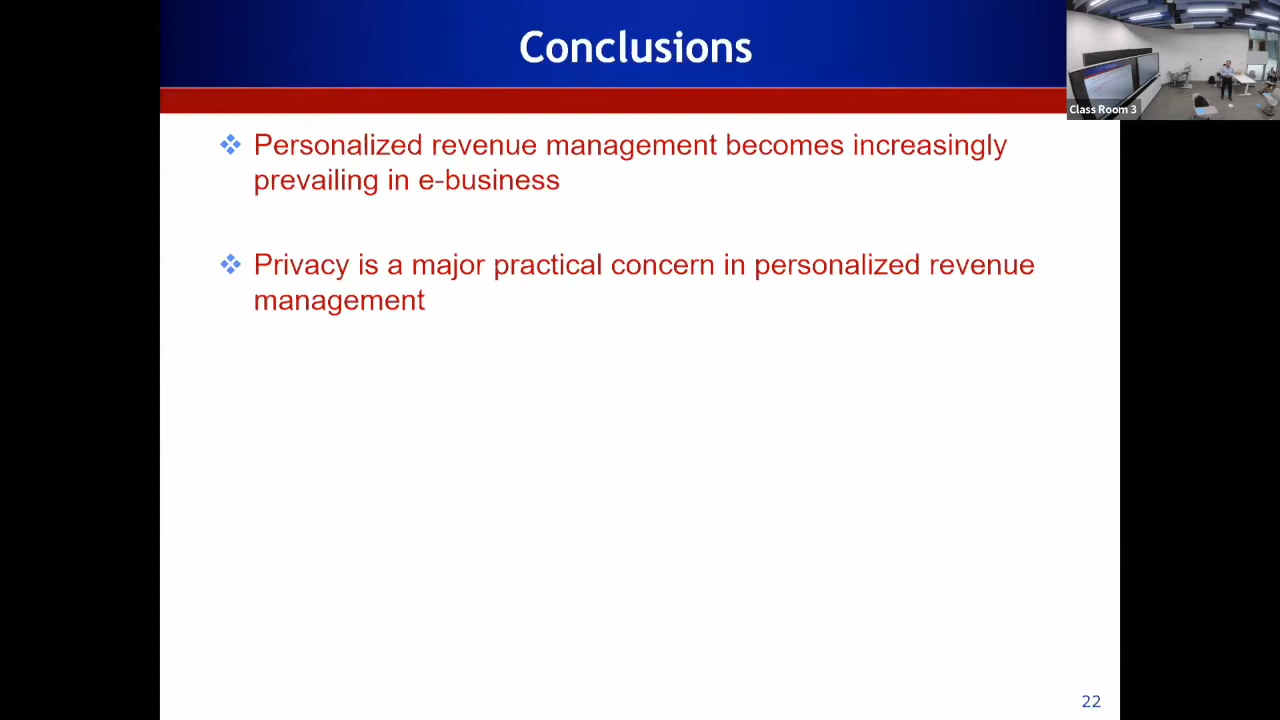 Conclusions
Class Room 3
Personalized revenue management becomes increasingly
prevailing in e-business
Privacy is a major practical concern in personalized revenue
management
22